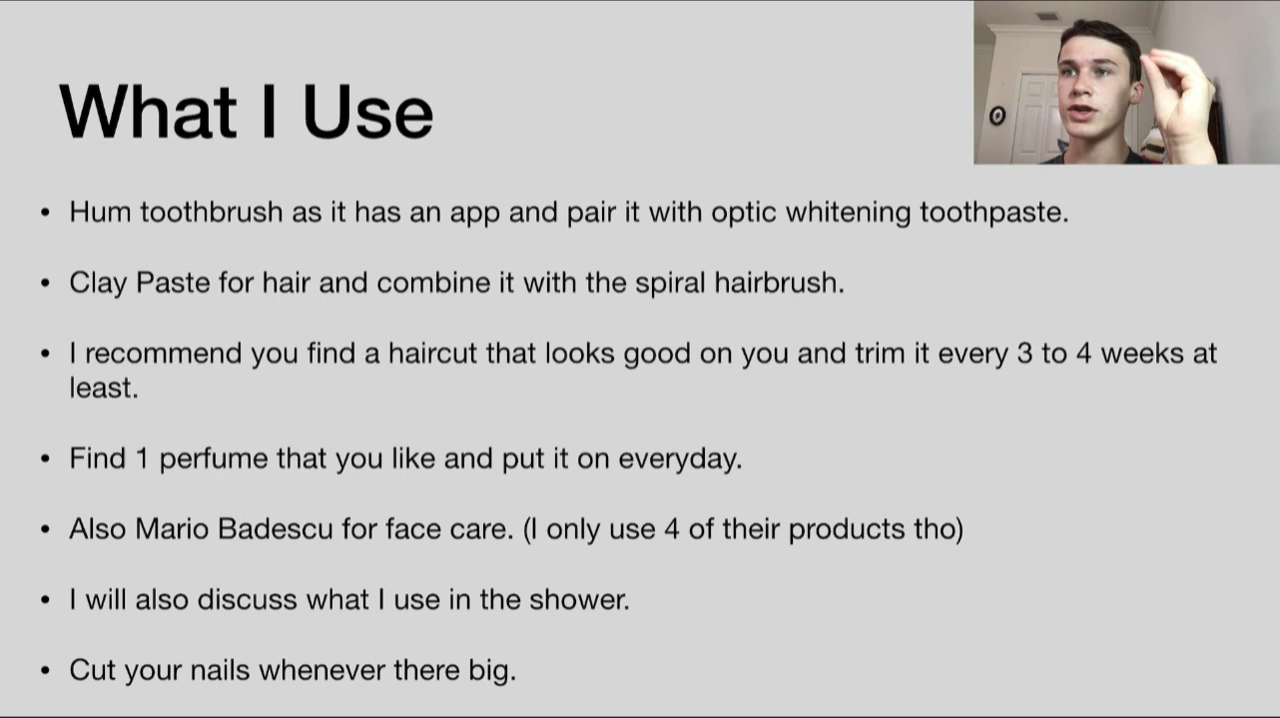 What I Use
• Hum toothbrush as it has an app and pair it with optic whitening toothpaste.
• Clay Paste for hair and combine it with the spiral hairbrush.
• I recommend you find a haircut that looks good on you and trim it every 3 to 4 weeks at
least.
• Find 1 perfume that you like and put it on everyday.
• Also Mario Badescu for face care. (I only use 4 of their products tho)
• I will also discuss what I use in the shower.
• Cut your nails whenever there big.